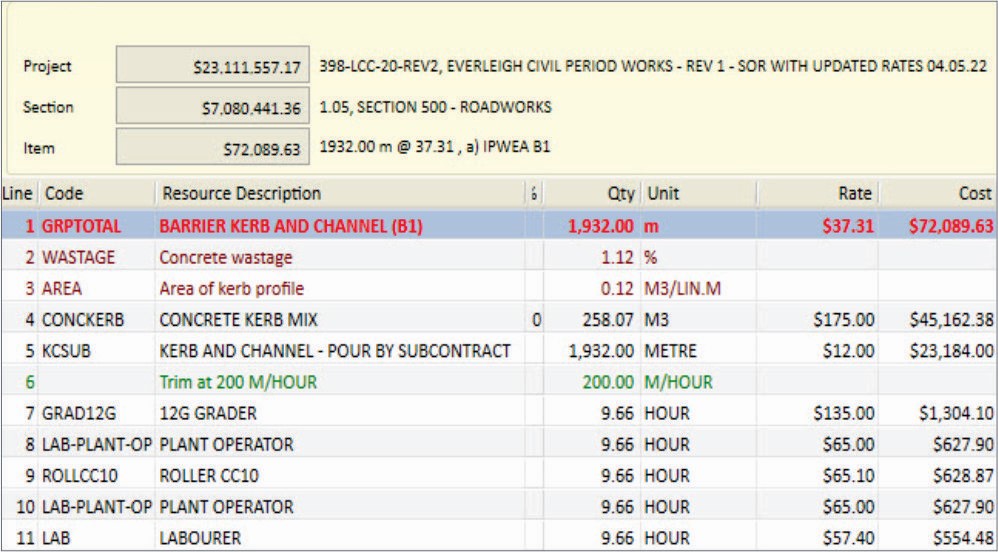 Project $23,111,557.17 398-LCC-20-REV2, EVERLEIGH CIVIL PERIOD WORKS - REV 1 - SOR WITH UPDATED RATES 04.05.22
Section $7,080,441.36 1.05, SECTION 500 - ROADWORKS
Item $72,089.63 1932.00 m @ 37.31 , a) IPWEA B1
Line Code Resource Description Qty Unit Rate Cost
1 GRPTOTAL BARRIER KERB AND CHANNEL (B1) 1,932.00 m $37.31 $72,089.63
2 WASTAGE Concrete wastage 1.12 %
3 AREA Area of kerb profile 0.12 M3/LIN.M
4 CONCKERB CONCRETE KERB MIX 0 258.07 M3 $175.00 $45,162.38
5 KCSUB KERB AND CHANNEL - POUR BY SUBCONTRACT 1,932.00 METRE $12.00 $23,184.00
6 Trim at 200 M/HOUR 200.00 M/HOUR
7 GRAD12G 12G GRADER 9.66 HOUR $135.00 $1,304.10
8 LAB-PLANT-OP PLANT OPERATOR 9.66 HOUR $65.00 $627.90
9 ROLLCC10 ROLLER CC10 9.66 HOUR $65.10 $628.87
10 LAB-PLANT-OP PLANT OPERATOR 9.66 HOUR $65.00 $627.90
11 LAB LABOURER 9.66 HOUR $57.40 $554.48